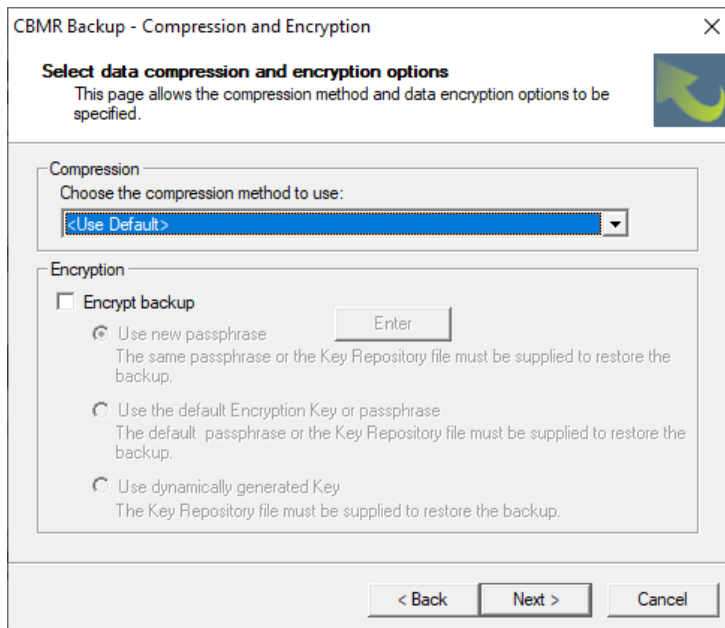 CBMR Backup - Compression and Encryption
Select data compression and encryption options
This page allows the compression method and data encryption options to be
specified.
Compression
Choose the compression method to use:
<Use Default>
Encryption
Encrypt backup
Enter
Use new passphrase
The same passphrase or the Key Repository file must be supplied to restore the
backup.
Use the default Encryption Key or passphrase
The default  passphrase or the Key Repository file must be supplied to restore the
backup.
Use dynamically generated Key
The Key Repository file must be supplied to restore the backup.
< Back
Next >
Cancel